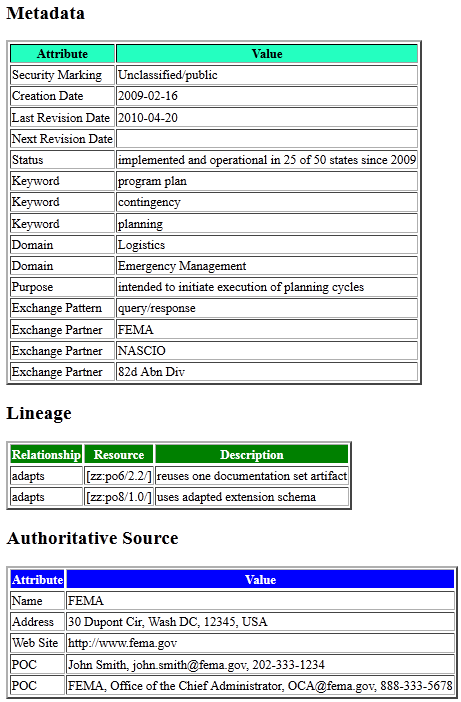 Metadata
Attribute Value
Security Marking Unclassified/public
Creation Date 2009-02-16
Last Revision Date 2010-04-20
Next Revision Date
Status implemented and operational in 25 of 50 states since 2009
Keyword program plan
Keyword contingency
Keyword planning
Domain Logistics
Domain Emergency Management
Purpose intended to initiate execution of planning cycles
Exchange Pattern query/response
Exchange Partner FEMA
Exchange Partner NASCIO
Exchange Partner 82d Abn Div
Lineage
Relationship Resource Description
adapts [zz:po6/2.2/] reuses one documentation set artifact
adapts [zz:po8/1.0/] uses adapted extension schema
Authoritative Source
Attribute Value
Name FEMA
Address 30 Dupont Cir, Wash DC, 12345, USA
Web Site http://www.fema.gov
POC John Smith, john.smith@fema.gov, 202-333-1234
POC FEMA, Office of the Chief Administrator, OCA@fema.gov, 888-333-5678